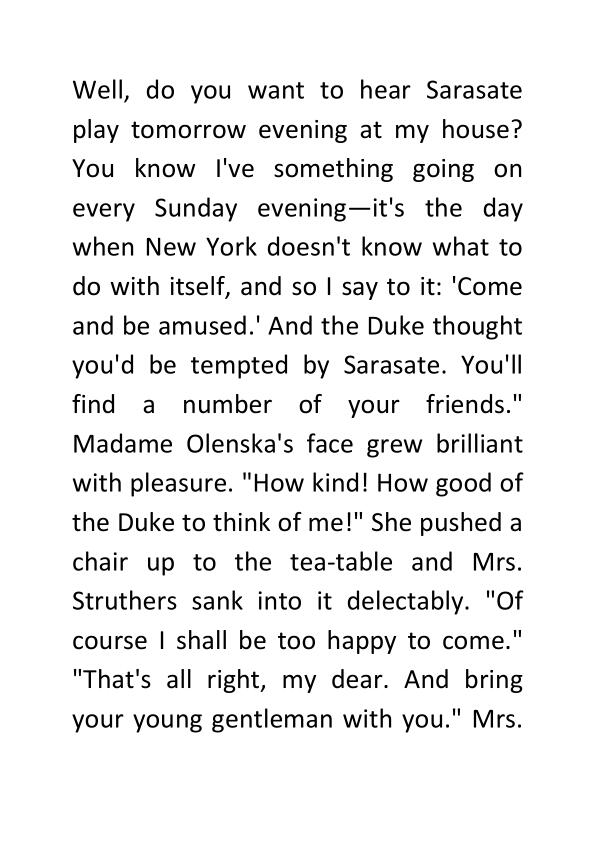 Well, do you want to hear Sarasate
play tomorrow evening at my house?
You know I've something going on
every Sunday evening—it's the day
when New York doesn't know what to
do with itself, and so I say to it: 'Come
and be amused.' And the Duke thought
you'd be tempted by Sarasate. You'll
find a number of your friends."
Madame Olenska's face grew brilliant
with pleasure. "How kind! How good of
the Duke to think of me!" She pushed a
chair up to the tea-table and Mrs.
Struthers sank into it delectably. "Of
course I shall be too happy to come."
"That's all right, my dear. And bring
your young gentleman with you." Mrs.